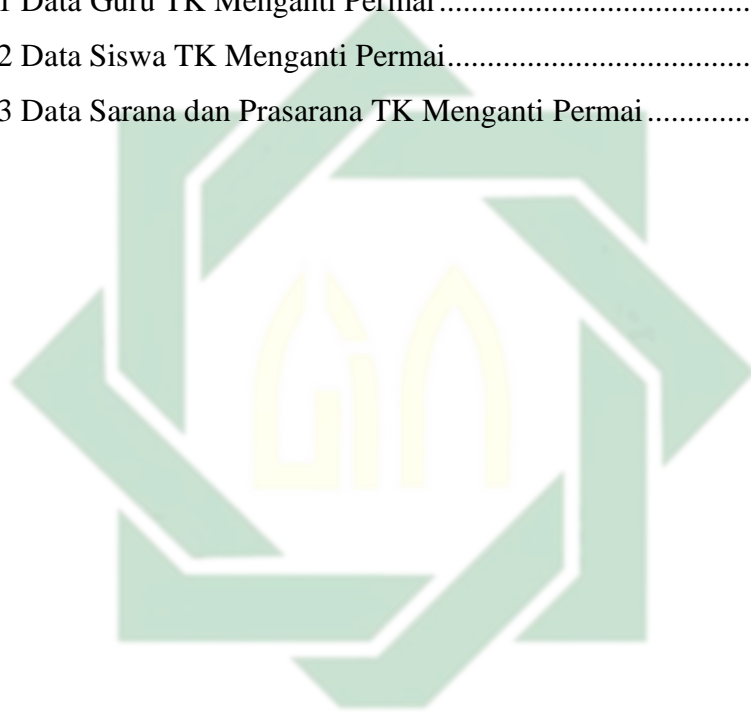 1 Data Guru TK Menganti Permai.......................................
2 Data Siswa TK Menganti Permai......................................
3 Data Sarana dan Prasarana TK Menganti Permai.............
UIN